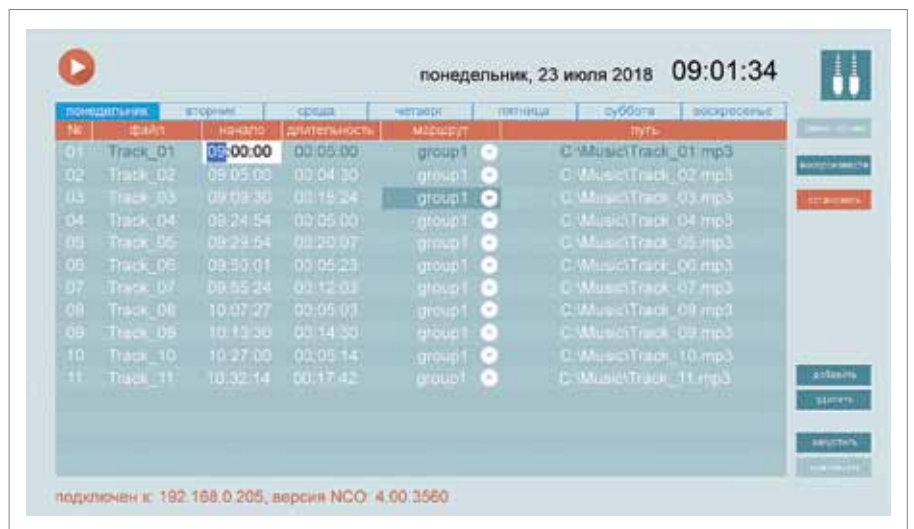 понедельник, 23 июля 2018 09:01:34
понедельник вторник среда четверг пятница суббота воскресенье
№ файл начало длительность маршрут путь
01 Track_01 09:00:00 00:05:00 group1 C:\Music\Track_01.mp3
воспроизвести
02 Track_02 09:05:00 00:04:30 group1 C:\Music\Track_02.mp3
03 Track_03 09:09:30 00:15:24 group1 C:\Music\Track_03.mp3
остановить
04 Track_04 09:24:54 00:05:00 group1 C:\Music\Track_04.mp3
05 Track_05 09:29:54 00:20:07 group1 C:\Music\Track_05.mp3
06 Track_06 09:50:01 00:05:23 group1 C:\Music\Track_06.mp3
07 Track_07 09:55:24 00:12:03 group1 C:\Music\Track_07.mp3
08 Track_08 10:07:27 00:05:03 group1 C:\Music\Track_08.mp3
09 Track_09 10:13:30 00:14:30 group1 C:\Music\Track_09.mp3
10 Track_10 10:27:00 00:05:14 group1 C:\Music\Track_10.mp3
11 Track_11 10:32:14 00:17:42 group1 C:\Music\Track_11.mp3
добавить
удалить
запустить
подключен к: 192.168.0.205, версия NCO: 4.00.3560